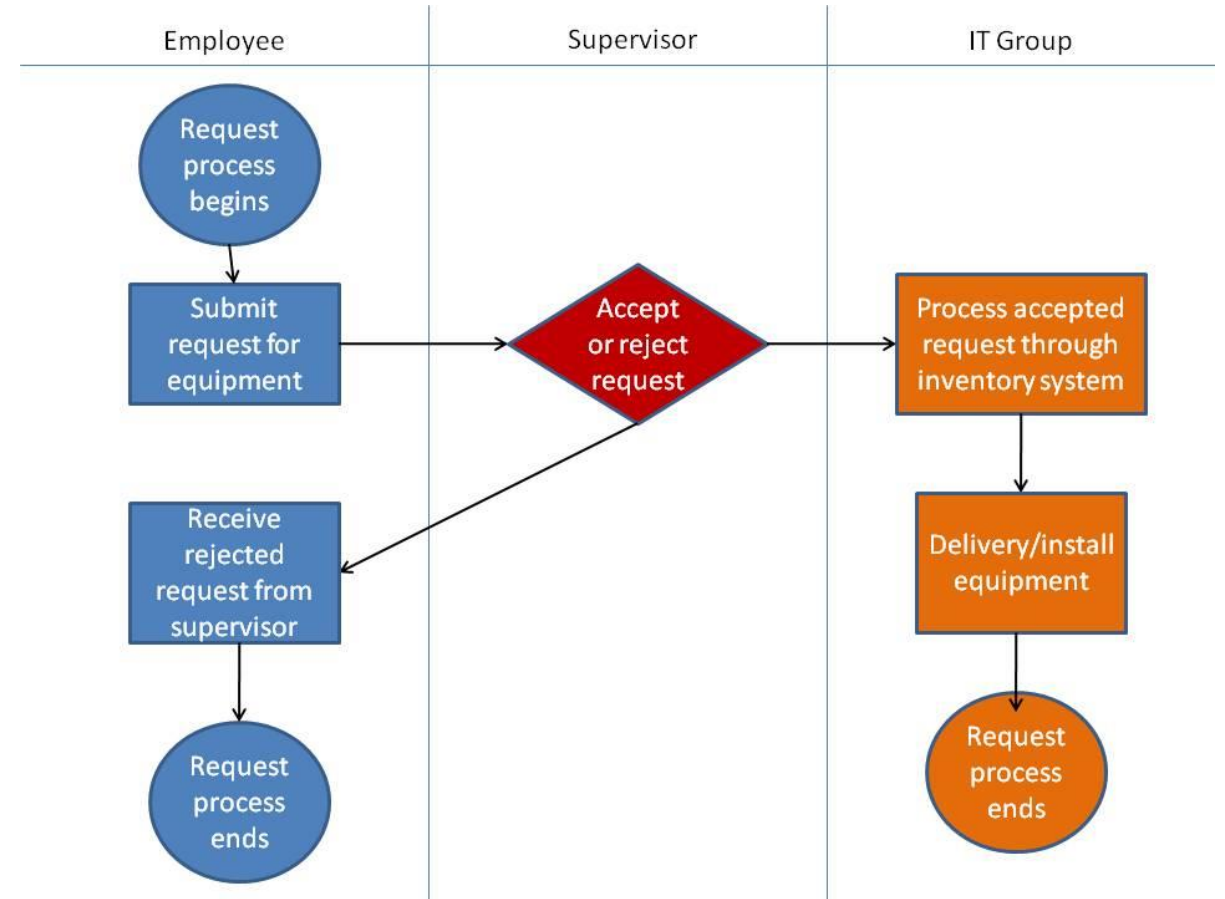 Employee
Supervisor
IT Group
Request
process
begins
Submit
request for
equipment
Accept
or reject
request
Process accepted
request through
inventory system
Receive
rejected
request from
supervisor
Delivery/install
equipment
Request
process
ends
Request
process
ends